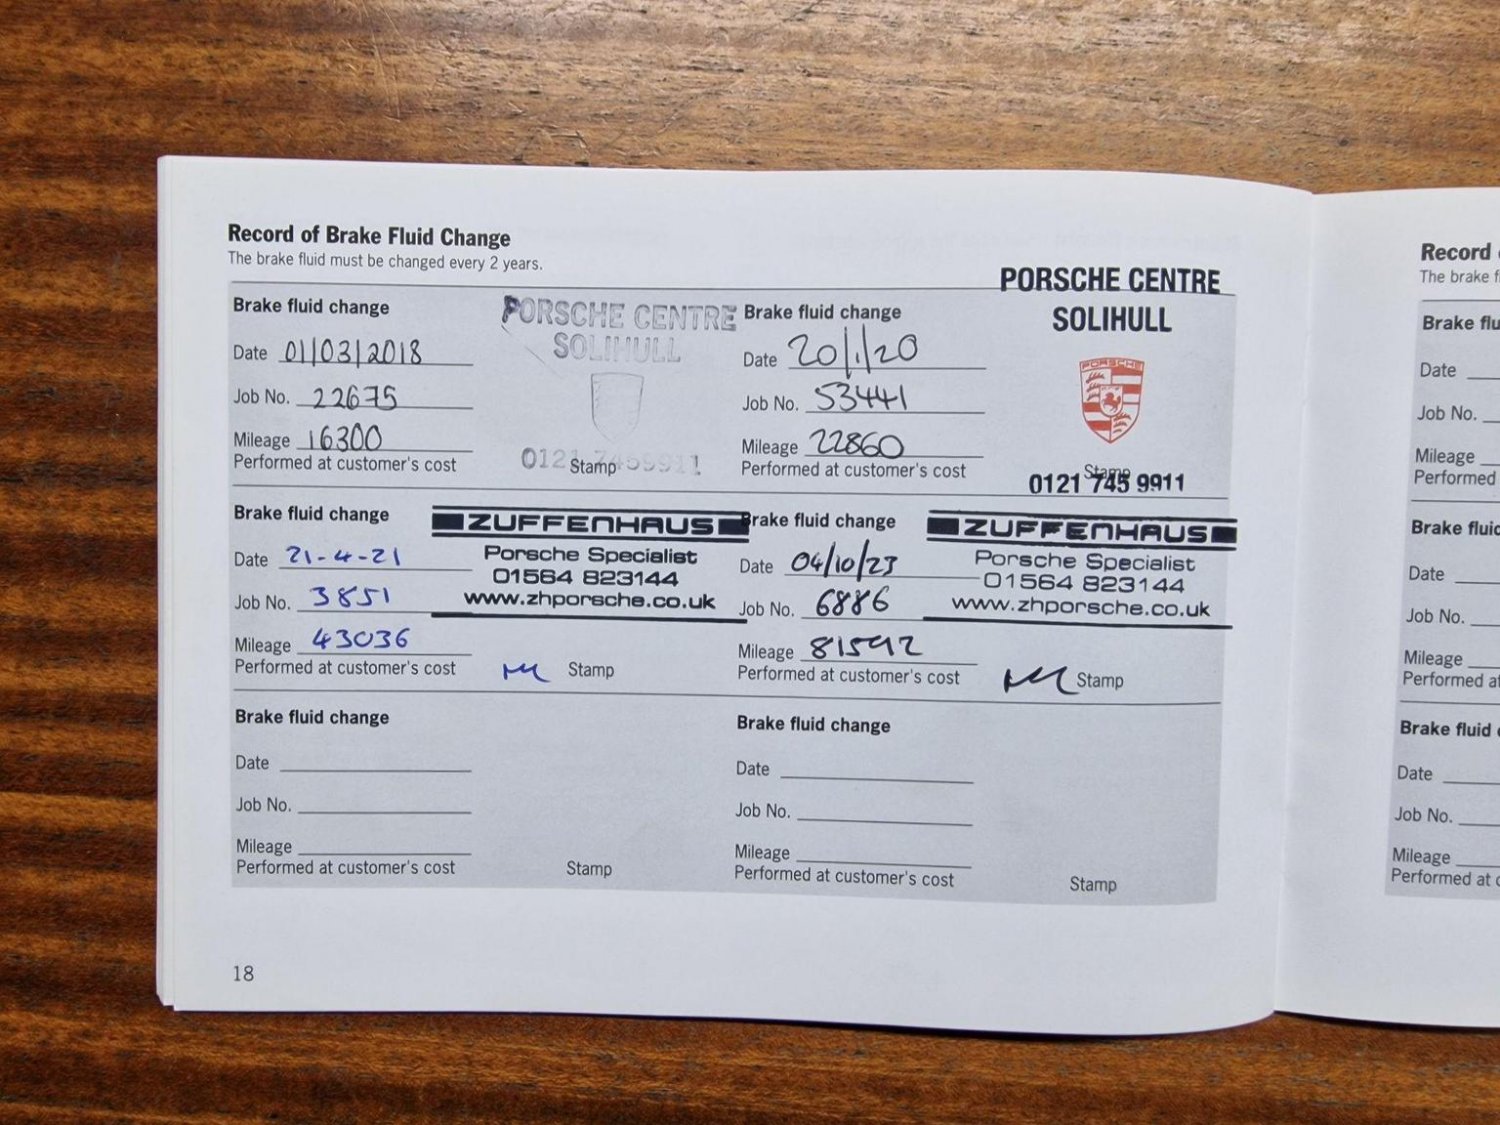 Record of Brake Fluid Change
The brake fluid must be changed every 2 years.
Brake fluid change
Date 01/03/2018
Job No. 22675
Mileage 16300
Performed at customer's cost
PORSCHE CENTRE
SOLIHULL
0121 7459911
Stamp
Brake fluid change
Date 20/1/20
Job No. 53441
Mileage 22860
Performed at customer's cost
PORSCHE CENTRE
SOLIHULL
PORSCHE
Stamp
0121 745 9911
Brake fluid change
Date 21-4-21
Job No. 3851
Mileage 43036
Performed at customer's cost
ZUFFENHAUS
Porsche Specialist
01564 823144
www.zhporsche.co.uk
Stamp
Brake fluid change
Date 04/10/23
Job No. 6886
Mileage 81592
Performed at customer's cost
ZUFFENHAUS
Porsche Specialist
01564 823144
www.zhporsche.co.uk
Stamp
Brake fluid change
Date
Job No.
Mileage
Performed at customer's cost
Stamp
Brake fluid change
Date
Job No.
Mileage
Performed at customer's cost
Stamp
18
Record
The brake
Brake
Date
Job No.
Mileage
Performed
Brake
Date
Job No.
Mileage
Performed
Brake fluid
Date
Job No.
Mileage
Performed at